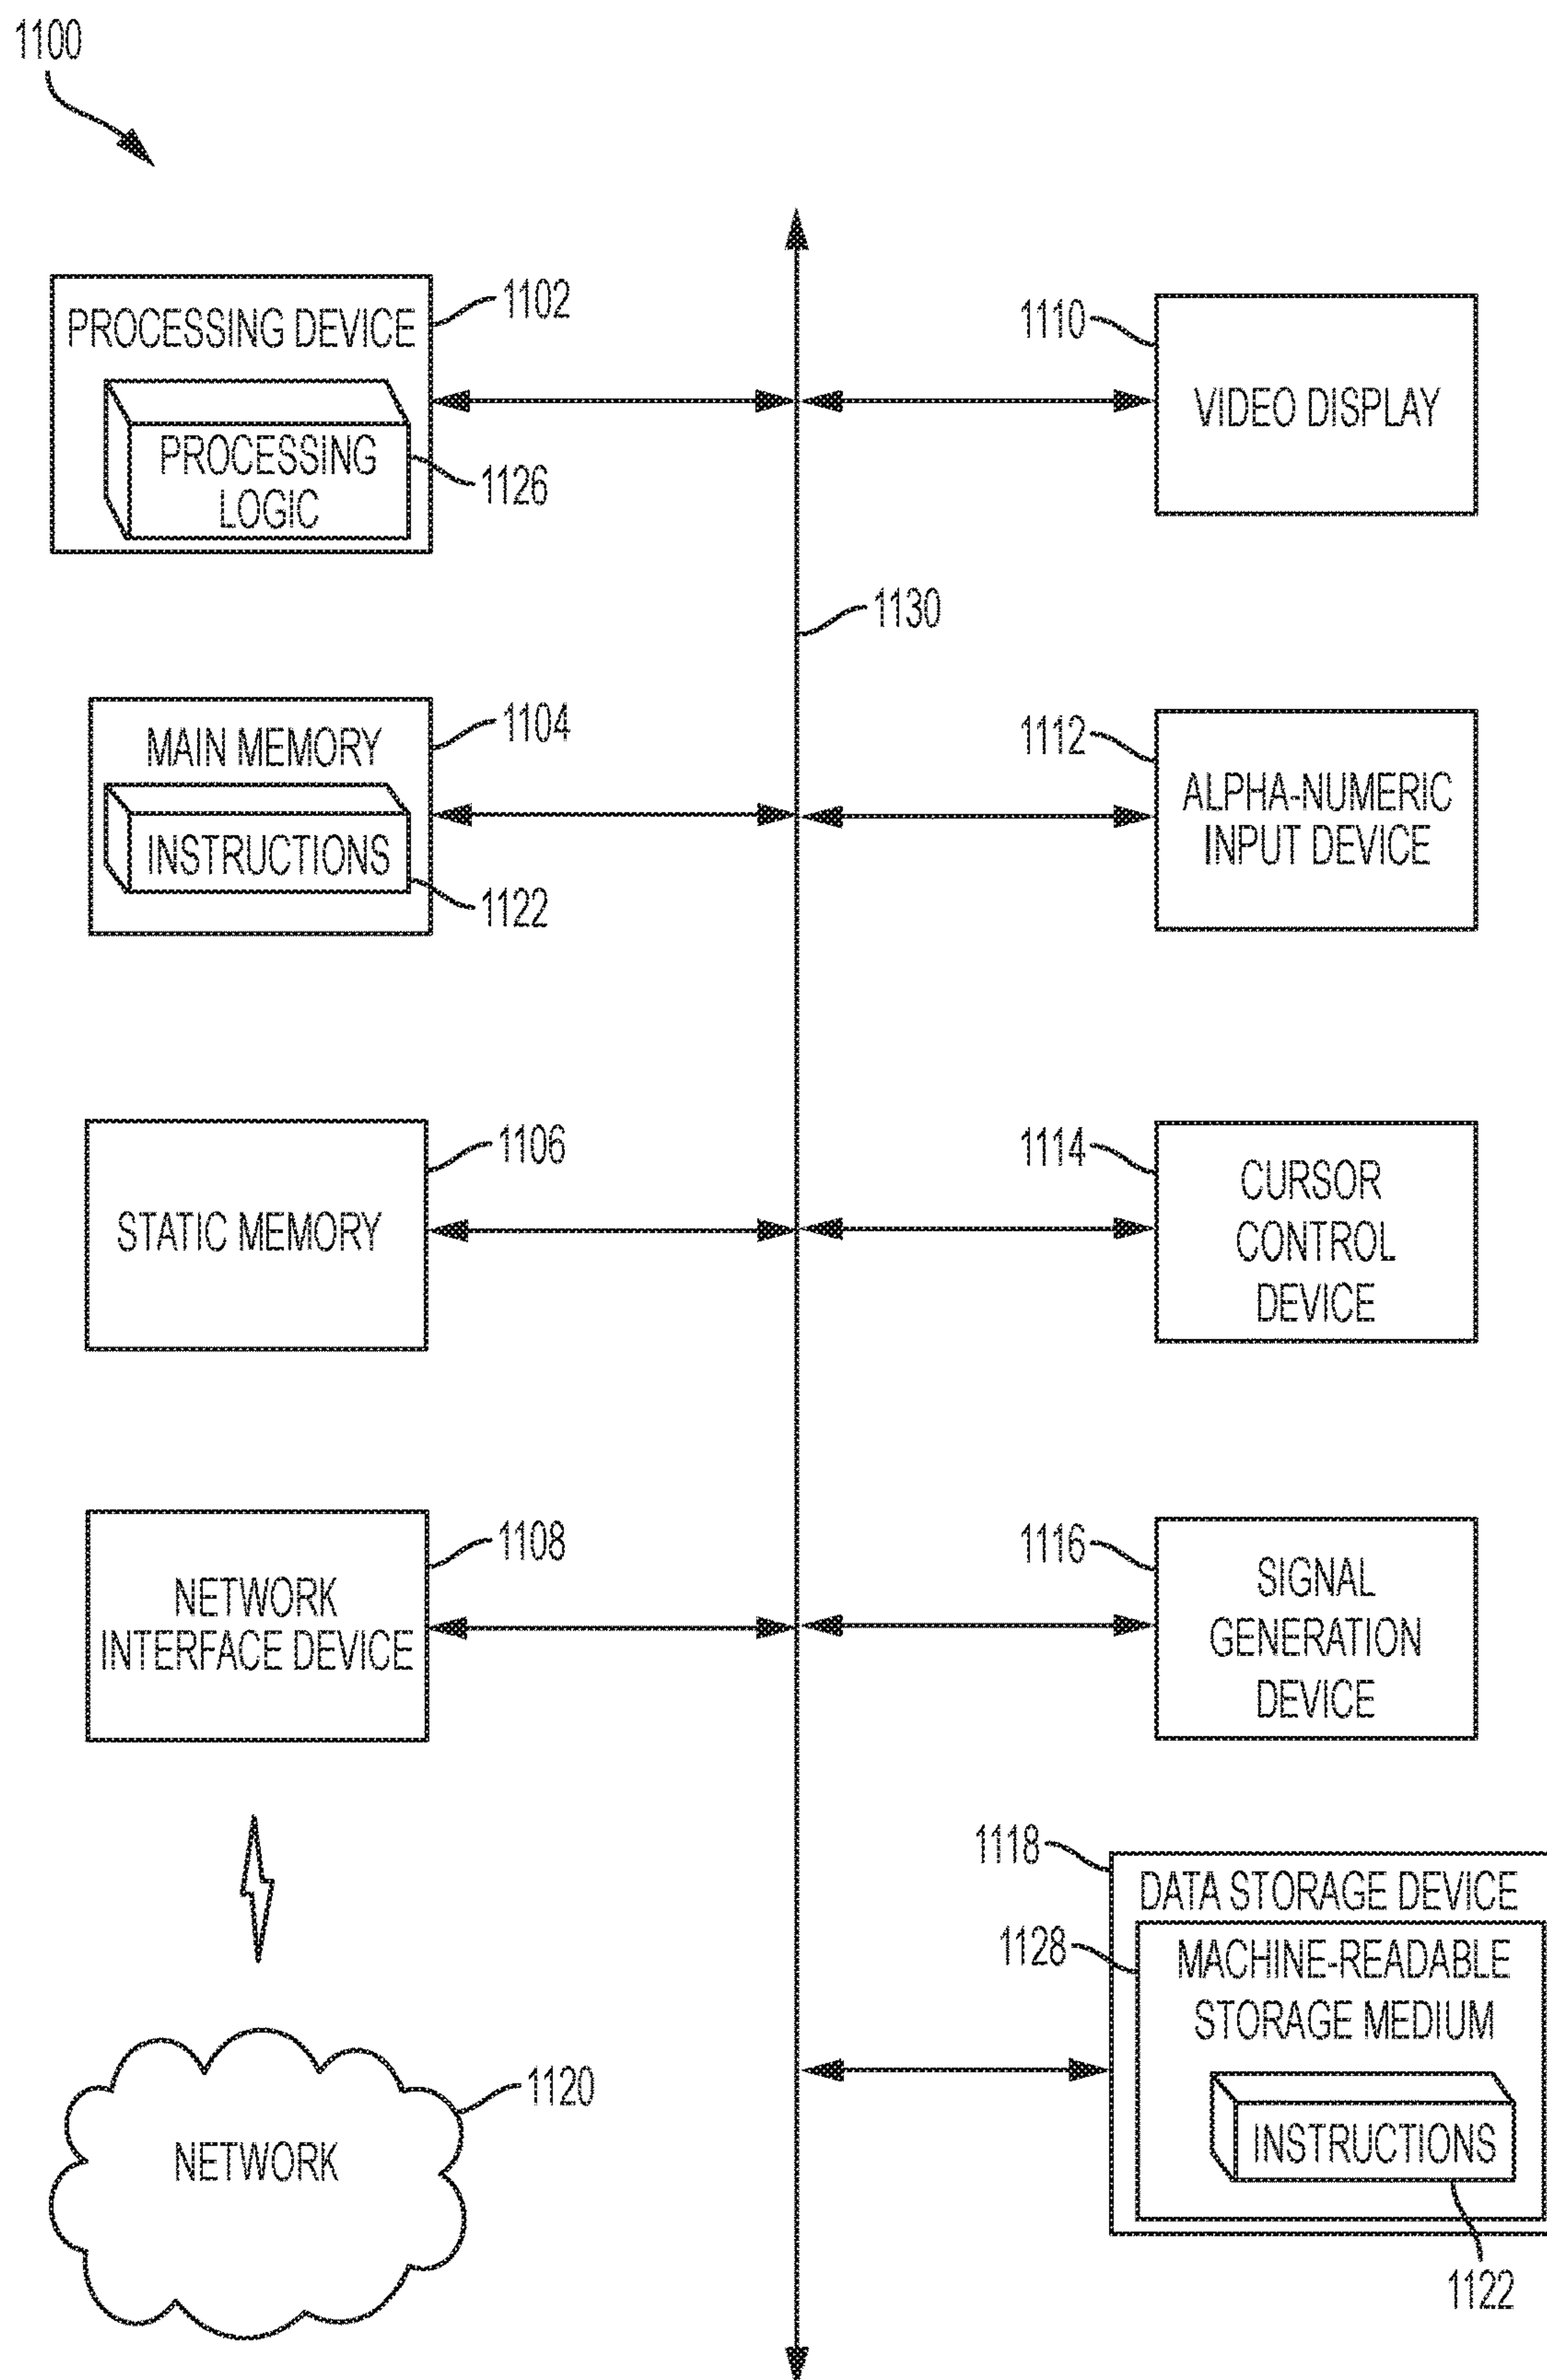 1100
PROCESSING DEVICE
1102
PROCESSING
LOGIC
1126
1110
VIDEO DISPLAY
1130
MAIN MEMORY
1104
INSTRUCTIONS
1122
1112
ALPHA-NUMERIC
INPUT DEVICE
STATIC MEMORY
1106
1114
CURSOR
CONTROL
DEVICE
NETWORK
INTERFACE DEVICE
1108
1116
SIGNAL
GENERATION
DEVICE
1118
DATA STORAGE DEVICE
1128
MACHINE-READABLE
STORAGE MEDIUM
INSTRUCTIONS
1122
NETWORK
1120